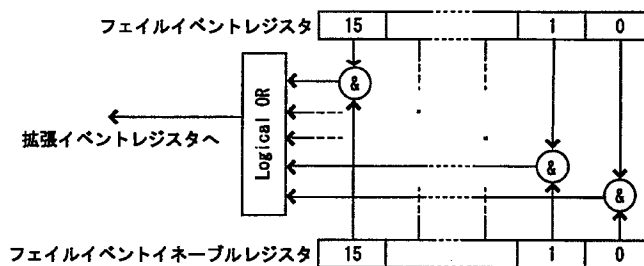 フェイルイベントレジスタ 15 1 0
&
Logical OR
拡張イベントレジスタへ
&
&
フェイルイベントイネーブルレジスタ 15 1 0